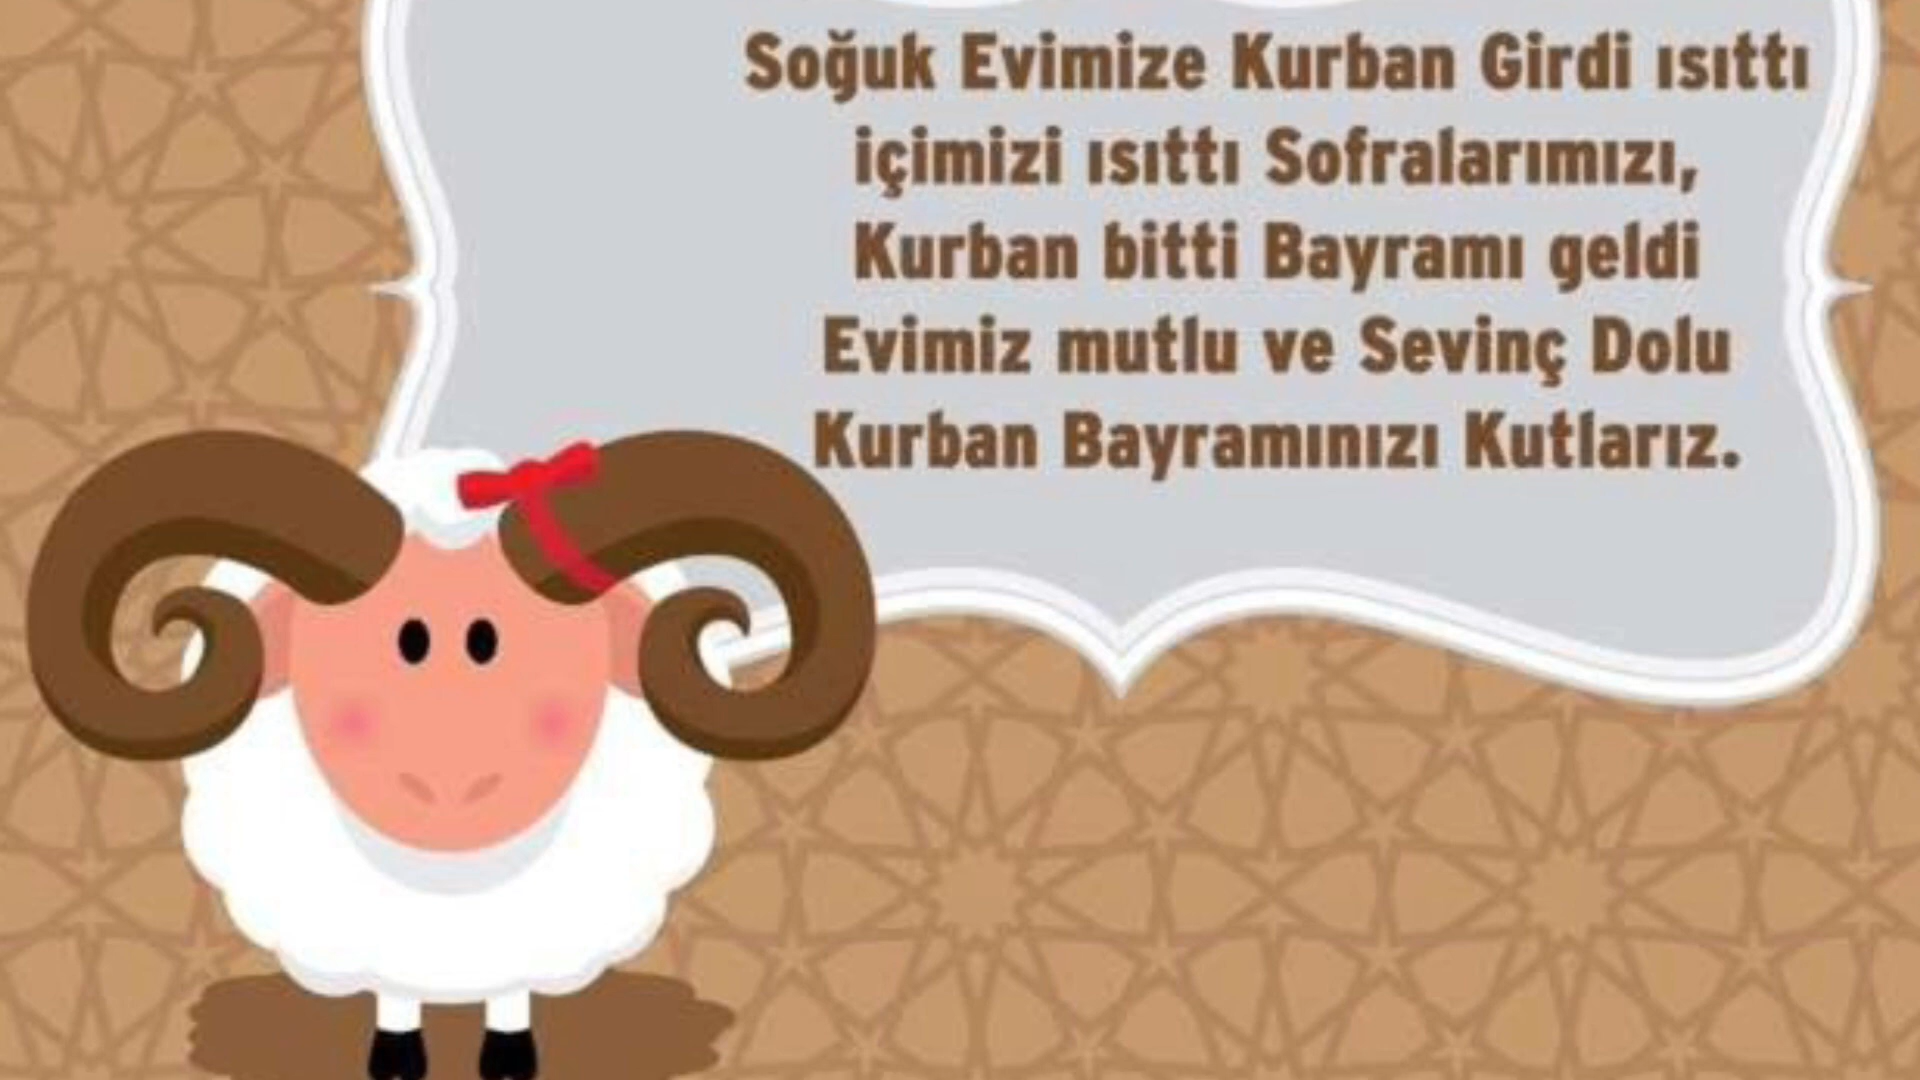 Soğuk Evimize Kurban Girdi ısıttı
içimizi ısıttı Sofralarımızı,
Kurban bitti Bayramı geldi
Evimiz mutlu ve Sevinç Dolu
Kurban Bayramınızı Kutlarız.